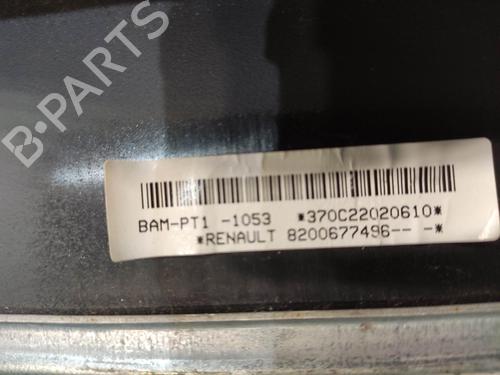 B-PARTS
BAM-PT1 -1053 *370C22020610*
*RENAULT 8200677496-- -*